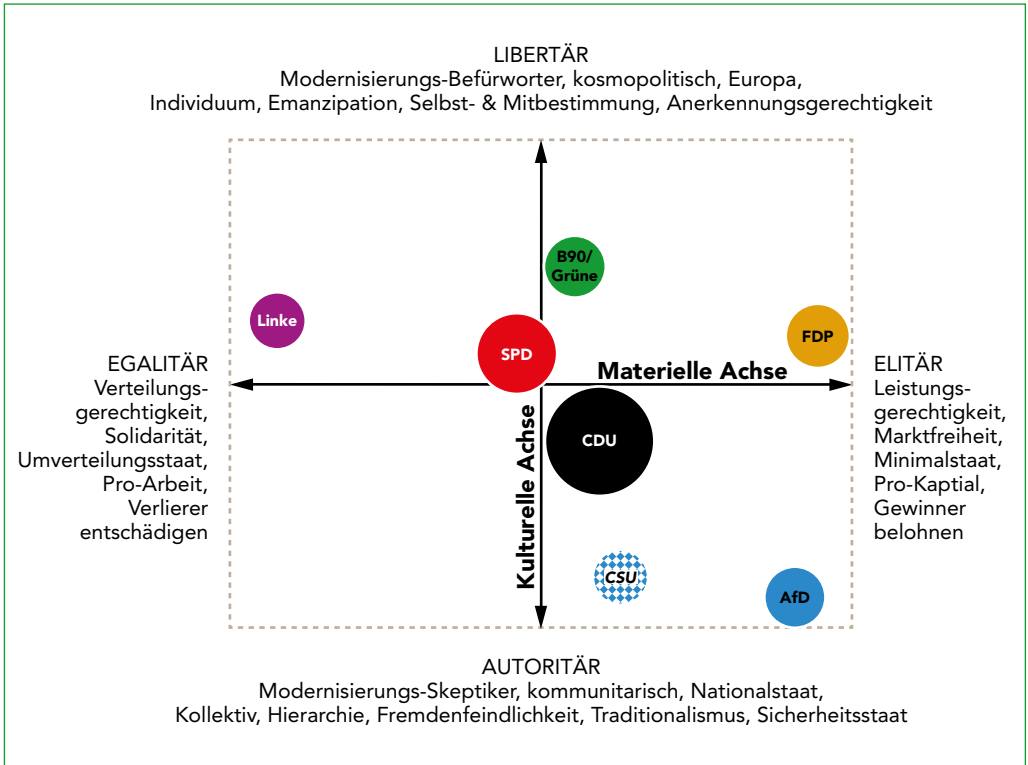 LIBERTÄR
Modernisierungs-Befürworter, kosmopolitisch, Europa,
Individuum, Emanzipation, Selbst- & Mitbestimmung, Anerkennungsgerechtigkeit
B90/
Grüne
Linke
SPD
FDP
EGALITÄR
Verteilungs-
gerechtigkeit,
Solidarität,
Umverteilungsstaat,
Pro-Arbeit,
Verlierer
entschädigen
Materielle Achse
Kulturelle Achse
CDU
ELITÄR
Leistungs-
gerechtigkeit,
Marktfreiheit,
Minimalstaat,
Pro-Kaptial,
Gewinner
belohnen
CSU
AfD
AUTORITÄR
Modernisierungs-Skeptiker, kommunitarisch, Nationalstaat,
Kollektiv, Hierarchie, Fremdenfeindlichkeit, Traditionalismus, Sicherheitsstaat